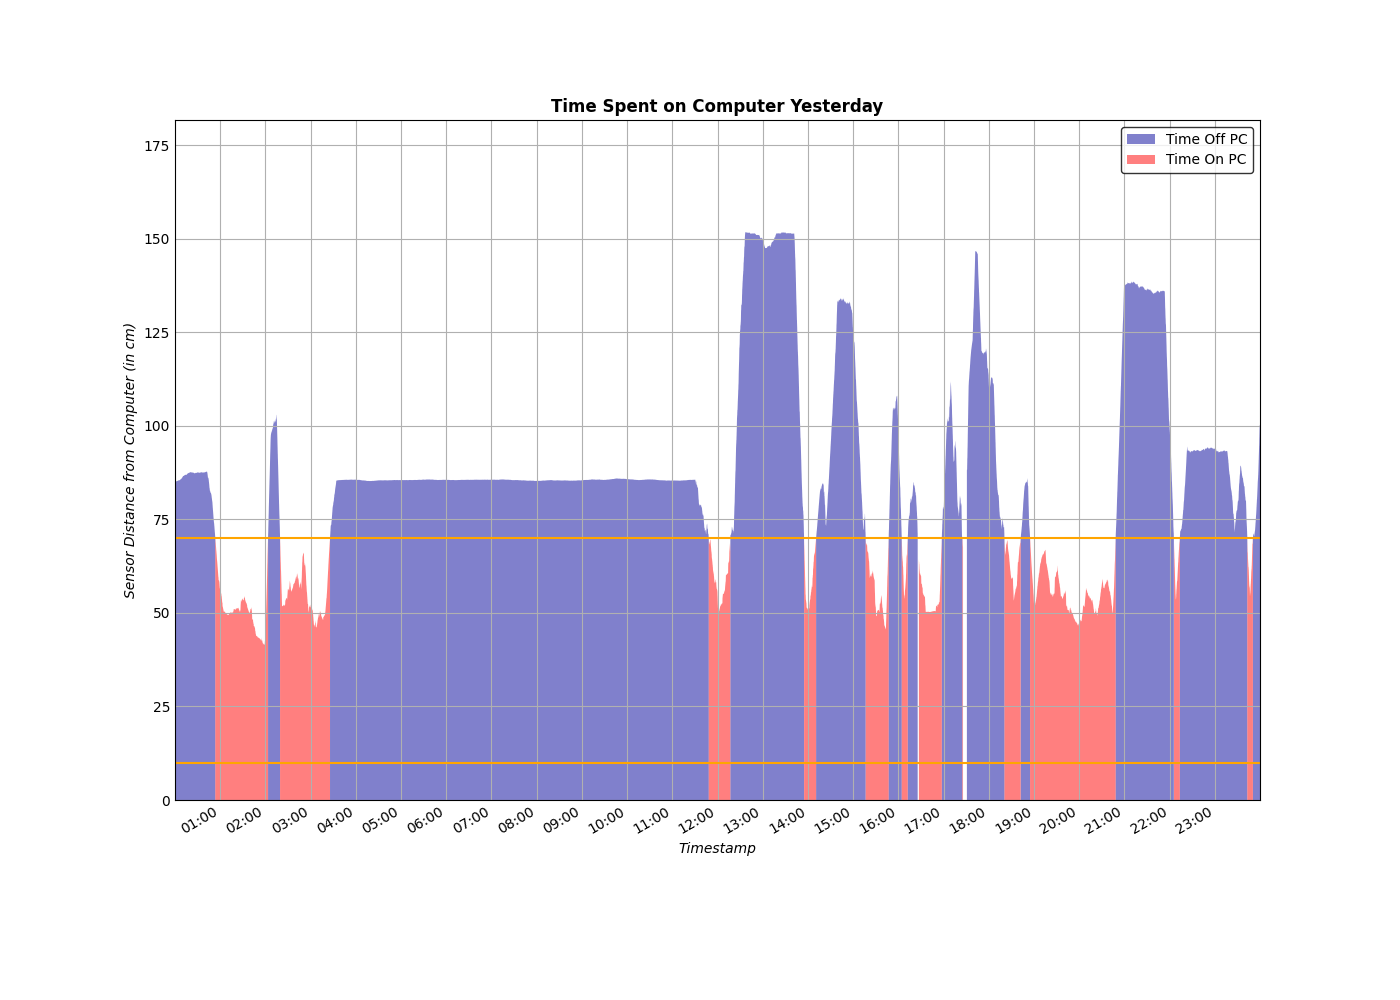 Time Spent on Computer Yesterday
Time Off PC
Time On PC
175
150
125
100
75
50
25
0
Sensor Distance from Computer (in cm)
01:00 02:00 03:00 04:00 05:00 06:00 07:00 08:00 09:00 10:00 11:00 12:00 13:00 14:00 15:00 16:00 17:00 18:00 19:00 20:00 21:00 22:00 23:00
Timestamp